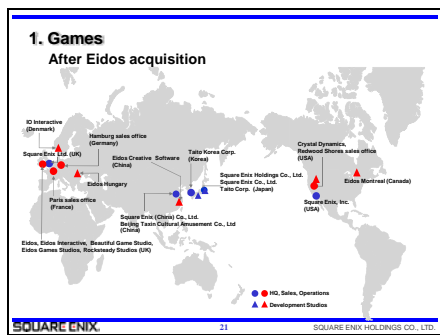 1. Games
After Eidos acquisition
IO Interactive
(Denmark)
Hamburg sales office
(Germany)
Square Enix Ltd. (UK)
Eidos Creative Software
(China)
Taito Korea Corp.
(Korea)
Crystal Dynamics,
Redwood Shores sales office
(USA)
Eidos Hungary
Square Enix Holdings Co., Ltd.
Square Enix Co., Ltd.
Taito Corp. (Japan)
Eidos Montreal (Canada)
Paris sales office
(France)
Square Enix (China) Co., Ltd.
Beijing Taxin Cultural Amusement Co., Ltd
(China)
Square Enix, Inc.
(USA)
Eidos, Eidos Interactive, Beautiful Game Studio,
Eidos Games Studios, Rocksteady Studios (UK)
HQ, Sales, Operations
Development Studios
SQUARE ENIX.
21
SQUARE ENIX HOLDINGS CO., LTD.